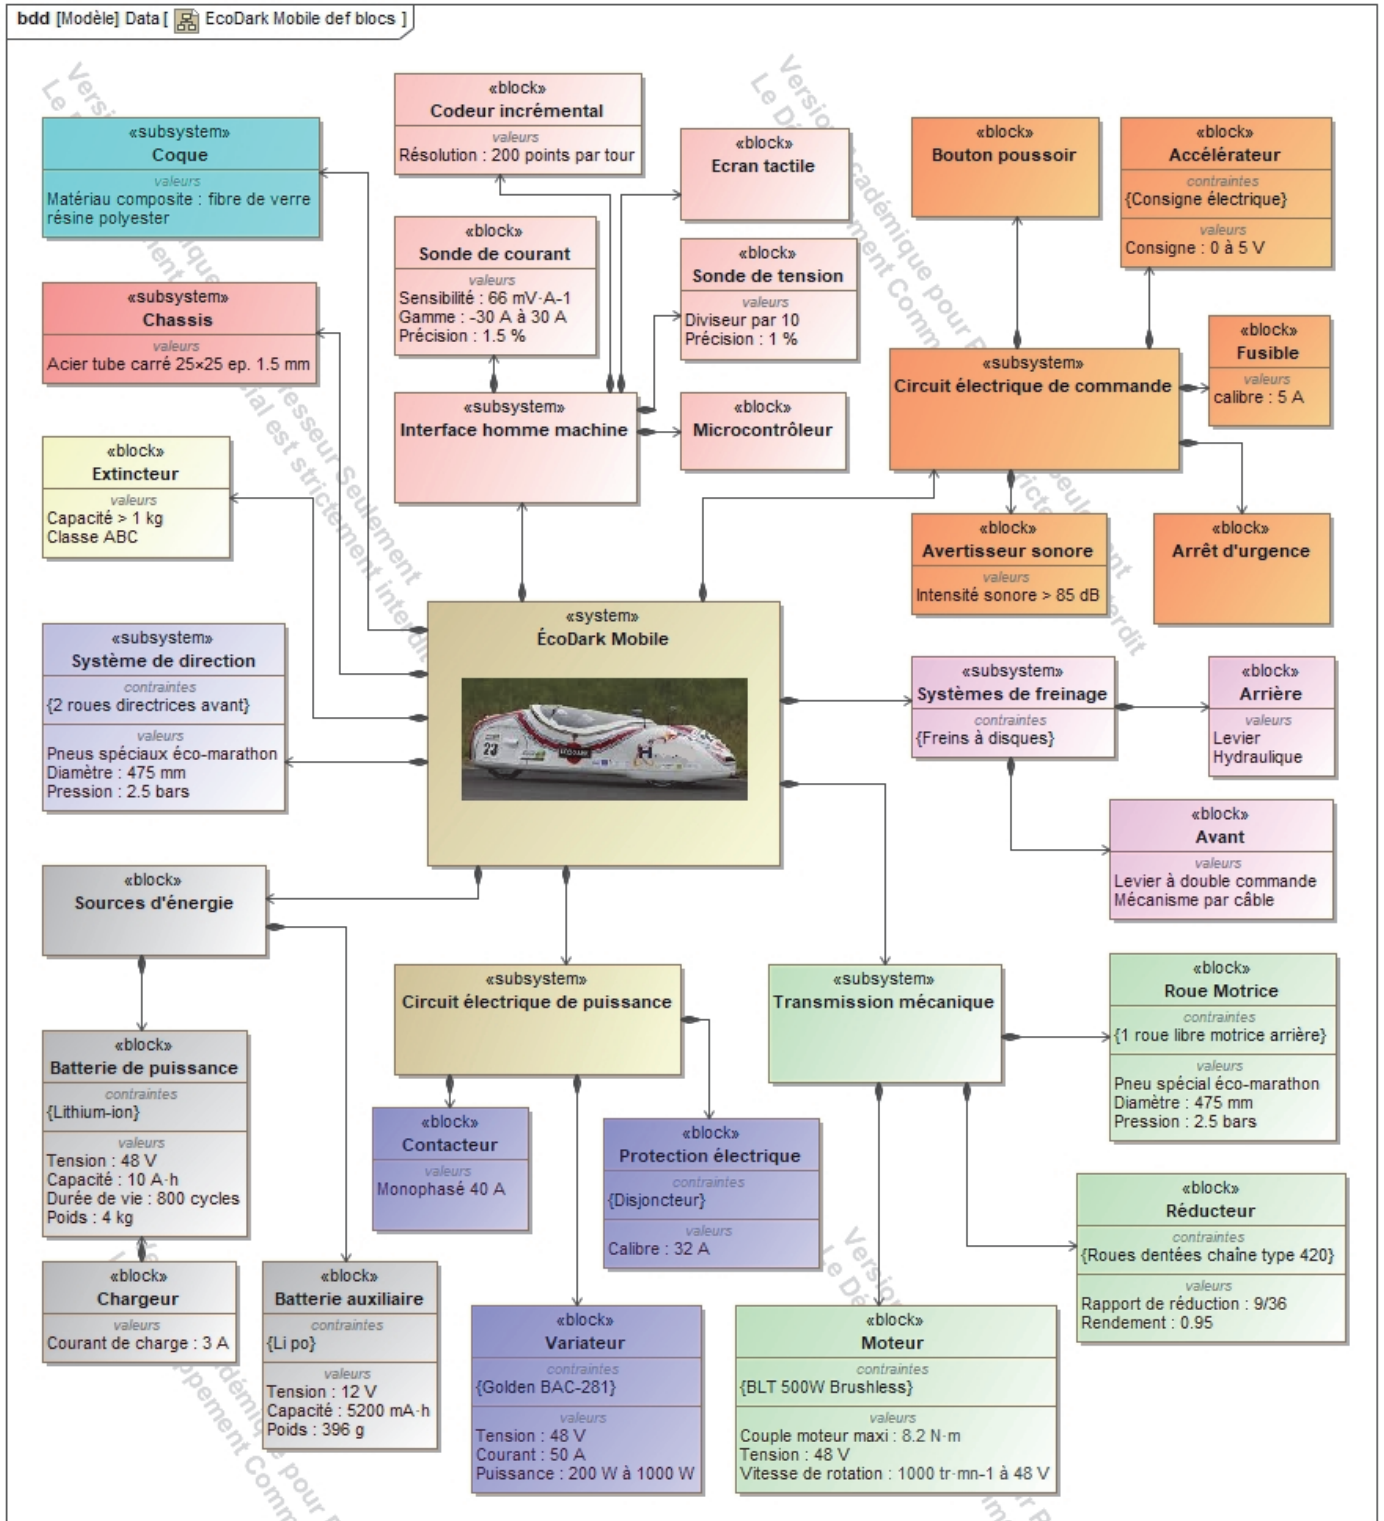 bdd [Modèle] Data [ EcoDark Mobile def blocs ]
«subsystem»
Coque
valeurs
Matériau composite : fibre de verre
résine polyester
«block»
Codeur incrémental
valeurs
Résolution : 200 points par tour
«block»
Ecran tactile
«block»
Bouton poussoir
«block»
Accélérateur
contraintes
{Consigne électrique}
valeurs
Consigne : 0 à 5 V
«subsystem»
Chassis
valeurs
Acier tube carré 25×25 ep. 1.5 mm
«block»
Sonde de courant
valeurs
Sensibilité : 66 mV·A-1
Gamme : -30 A à 30 A
Précision : 1.5 %
«block»
Sonde de tension
valeurs
Diviseur par 10
Précision : 1 %
«subsystem»
Circuit électrique de commande
«block»
Fusible
valeurs
calibre : 5 A
«block»
Extincteur
valeurs
Capacité > 1 kg
Classe ABC
«subsystem»
Interface homme machine
«block»
Microcontrôleur
«block»
Avertisseur sonore
valeurs
Intensité sonore > 85 dB
«block»
Arrêt d'urgence
«subsystem»
Système de direction
contraintes
{2 roues directrices avant}
valeurs
Pneus spéciaux éco-marathon
Diamètre : 475 mm
Pression : 2.5 bars
«system»
ÉcoDark Mobile
23
ECODARK
«subsystem»
Systèmes de freinage
contraintes
{Freins à disques}
«block»
Arrière
valeurs
Levier
Hydraulique
«block»
Avant
valeurs
Levier à double commande
Mécanisme par câble
«block»
Sources d'énergie
«subsystem»
Circuit électrique de puissance
«subsystem»
Transmission mécanique
«block»
Roue Motrice
contraintes
{1 roue libre motrice arrière}
valeurs
Pneu spécial éco-marathon
Diamètre : 475 mm
Pression : 2.5 bars
«block»
Batterie de puissance
contraintes
{Lithium-ion}
valeurs
Tension : 48 V
Capacité : 10 A·h
Durée de vie : 800 cycles
Poids : 4 kg
«block»
Contacteur
valeurs
Monophasé 40 A
«block»
Protection électrique
contraintes
{Disjoncteur}
valeurs
Calibre : 32 A
«block»
Réducteur
contraintes
{Roues dentées chaîne type 420}
valeurs
Rapport de réduction : 9/36
Rendement : 0.95
«block»
Chargeur
valeurs
Courant de charge : 3 A
«block»
Batterie auxiliaire
contraintes
{Li po}
valeurs
Tension : 12 V
Capacité : 5200 mA·h
Poids : 396 g
«block»
Variateur
contraintes
{Golden BAC-281}
valeurs
Tension : 48 V
Courant : 50 A
Puissance : 200 W à 1000 W
«block»
Moteur
contraintes
{BLT 500W Brushless}
valeurs
Couple moteur maxi : 8.2 N·m
Tension : 48 V
Vitesse de rotation : 1000 tr·mn-1 à 48 V